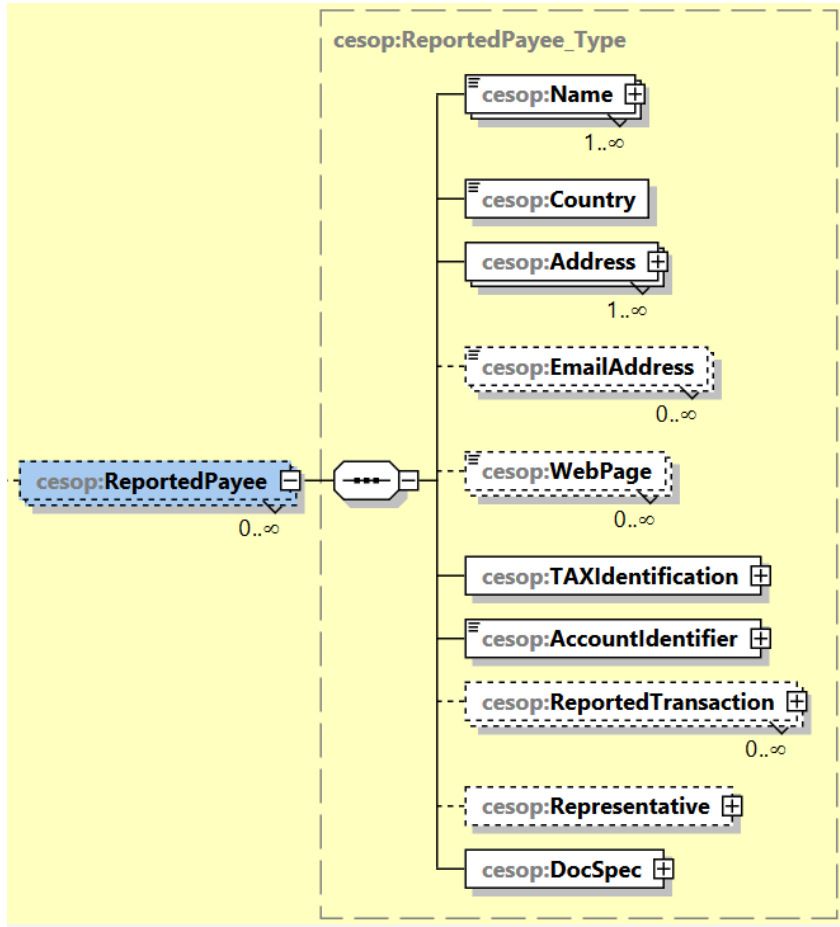 cesop:ReportedPayee_Type
cesop:Name
1..∞
cesop:Country
cesop:Address
1..∞
cesop:EmailAddress
0..∞
cesop:WebPage
0..∞
cesop:ReportedPayee
0..∞
cesop:TAXIdentification
cesop:AccountIdentifier
cesop:ReportedTransaction
0..∞
cesop:Representative
cesop:DocSpec